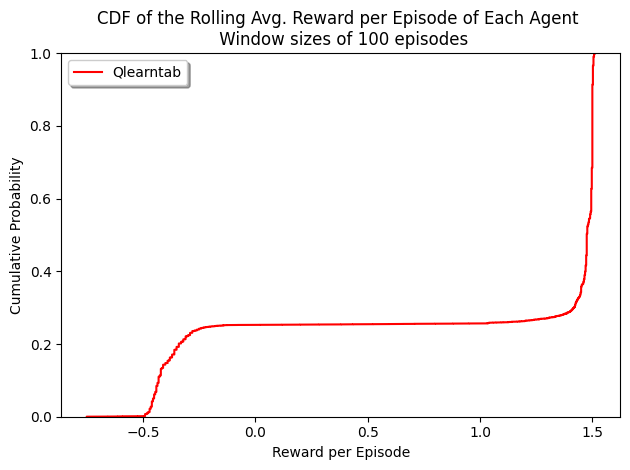 CDF of the Rolling Avg. Reward per Episode of Each Agent
Window sizes of 100 episodes
Qlearntab
1.0
0.8
0.6
0.4
0.2
0.0
Cumulative Probability
−0.5 0.0 0.5 1.0 1.5
Reward per Episode